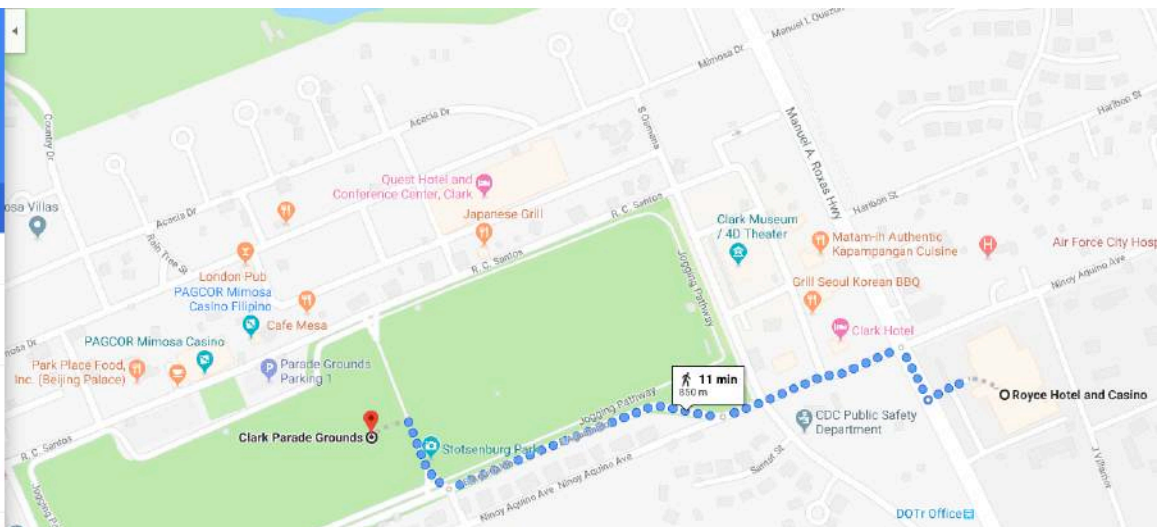 Manuel L Quezon
Mimosa Dr
Country Dr
Acacia Dr
S Osmena
Haribon St
Manuel A. Roxas Hwy
Quest Hotel and
Conference Center, Clark
osa Villas
Acacia Dr
R. C. Santos
Haribon St
Japanese Grill
Clark Museum
/ 4D Theater
Matam-ih Authentic
Kapampangan Cuisine
Air Force City Hosp
Rain Tree St
R. C. Santos
Jogging Pathway
Ninoy Aquino Ave
London Pub
PAGCOR Mimosa
Casino Filipino
Grill Seoul Korean BBQ
Cafe Mesa
Clark Hotel
mosa Dr
PAGCOR Mimosa Casino
Park Place Food,
Inc. (Beijing Palace)
Parade Grounds
Parking 1
11 min
850 m
Royce Hotel and Casino
Jogging Pathway
CDC Public Safety
Department
Clark Parade Grounds
Stotsenburg Park
R. C. Santos
Ninoy Aquino Ave
Ninoy Aquino Ave
J Villamor
Jogging Pa
DOTr Office